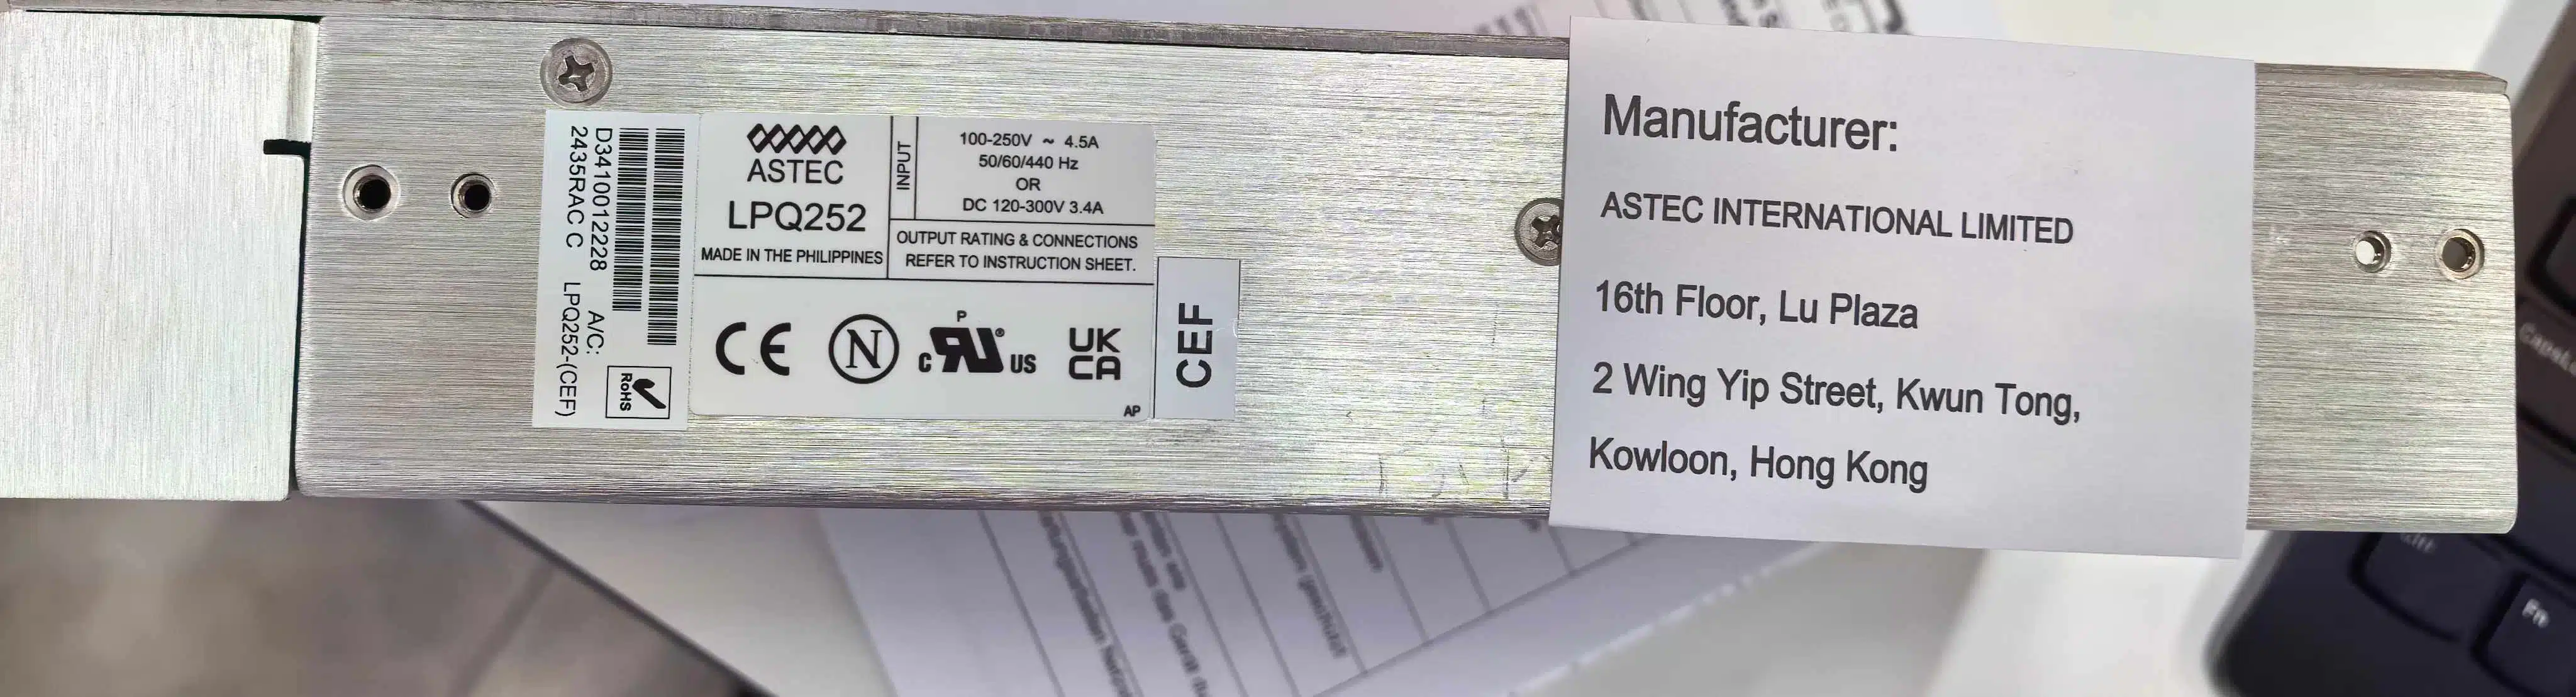 D3410012228 A/C:
2435RAC C LPQ252-(CEF)
RoHS
ASTEC
LPQ252
MADE IN THE PHILIPPINES
INPUT
100-250V ~ 4.5A
50/60/440 Hz
OR
DC 120-300V 3.4A
OUTPUT RATING & CONNECTIONS
REFER TO INSTRUCTION SHEET.
CE
N
P
c RU® US
UK
CA
AP
CEF
Manufacturer:
ASTEC INTERNATIONAL LIMITED
16th Floor, Lu Plaza
2 Wing Yip Street, Kwun Tong,
Kowloon, Hong Kong
Fn